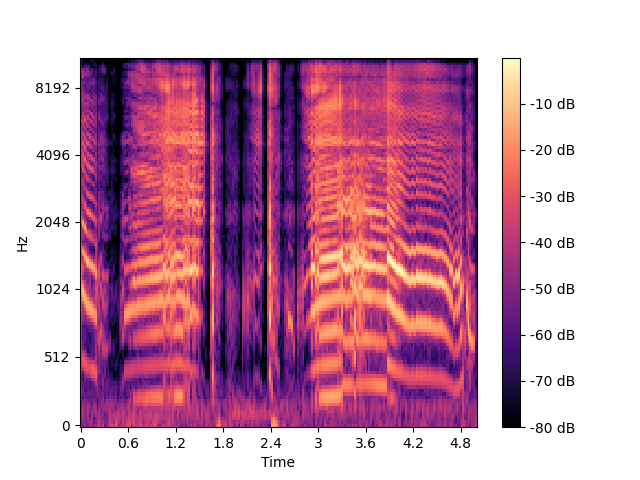 8192
4096
2048
1024
512
0
Hz
0 0.6 1.2 1.8 2.4 3 3.6 4.2 4.8
Time
-10 dB
-20 dB
-30 dB
-40 dB
-50 dB
-60 dB
-70 dB
-80 dB